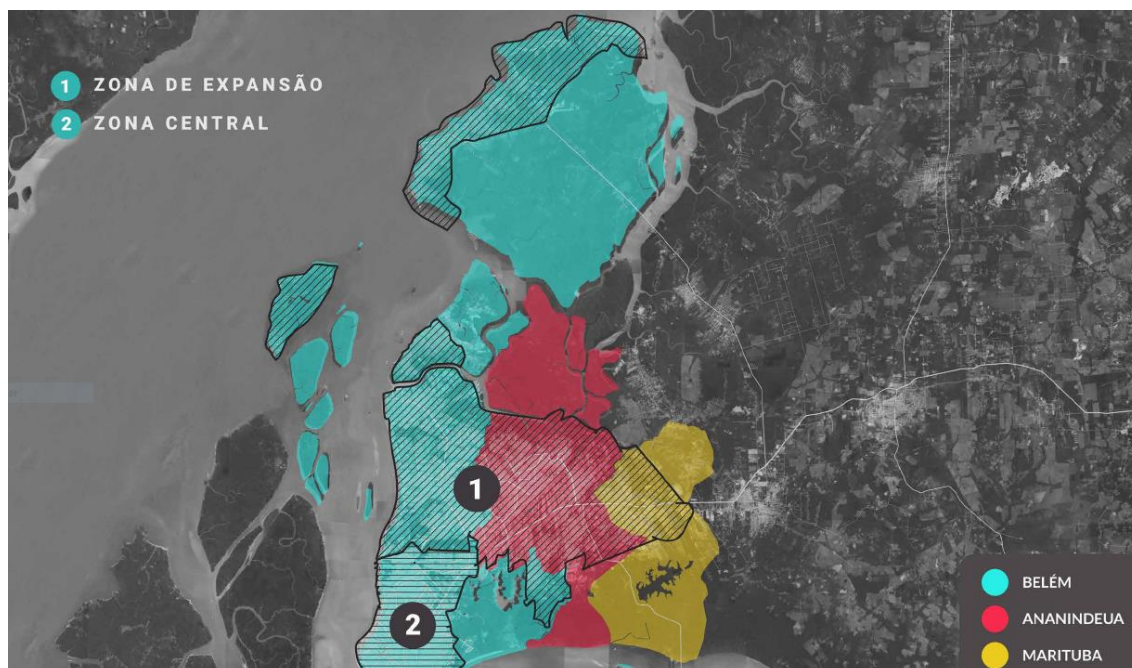 1 ZONA DE EXPANSÃO
2 ZONA CENTRAL
1
2
BELÉM
ANANINDEUA
MARITUBA